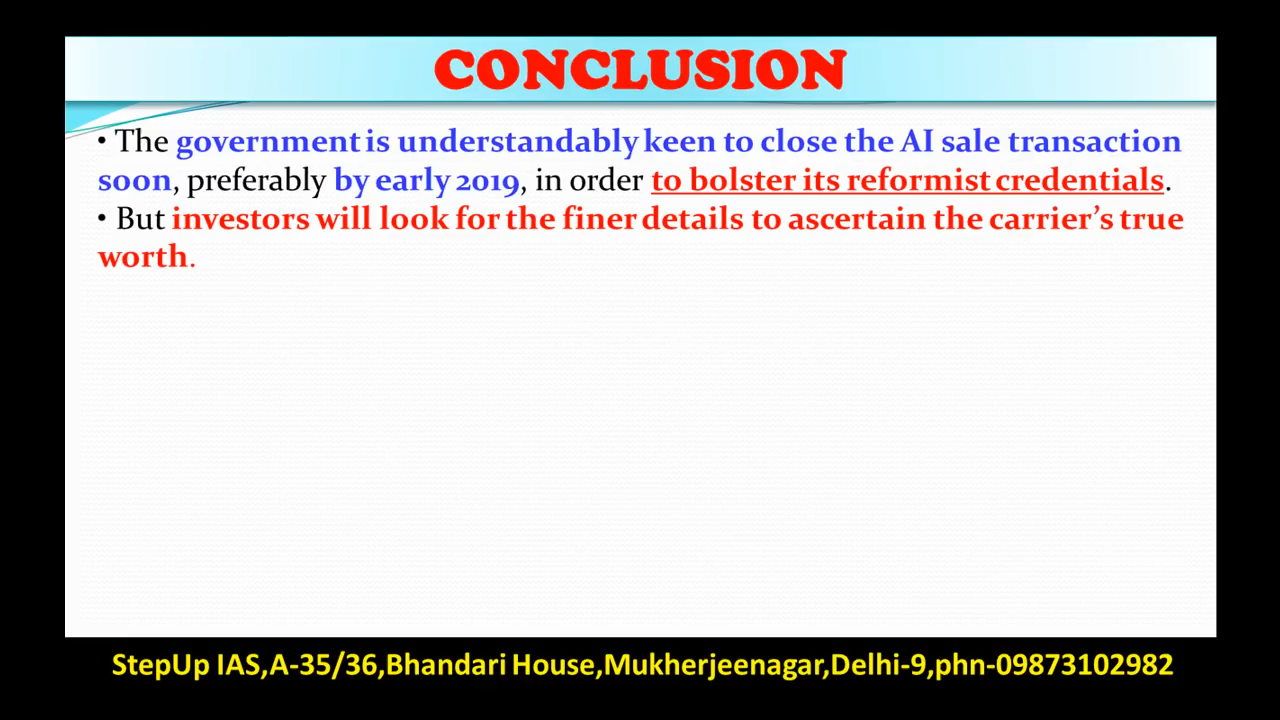 CONCLUSION
• The government is understandably keen to close the AI sale transaction
soon, preferably by early 2019, in order to bolster its reformist credentials.
• But investors will look for the finer details to ascertain the carrier’s true
worth.
StepUp IAS,A-35/36,Bhandari House,Mukherjeenagar,Delhi-9,phn-09873102982